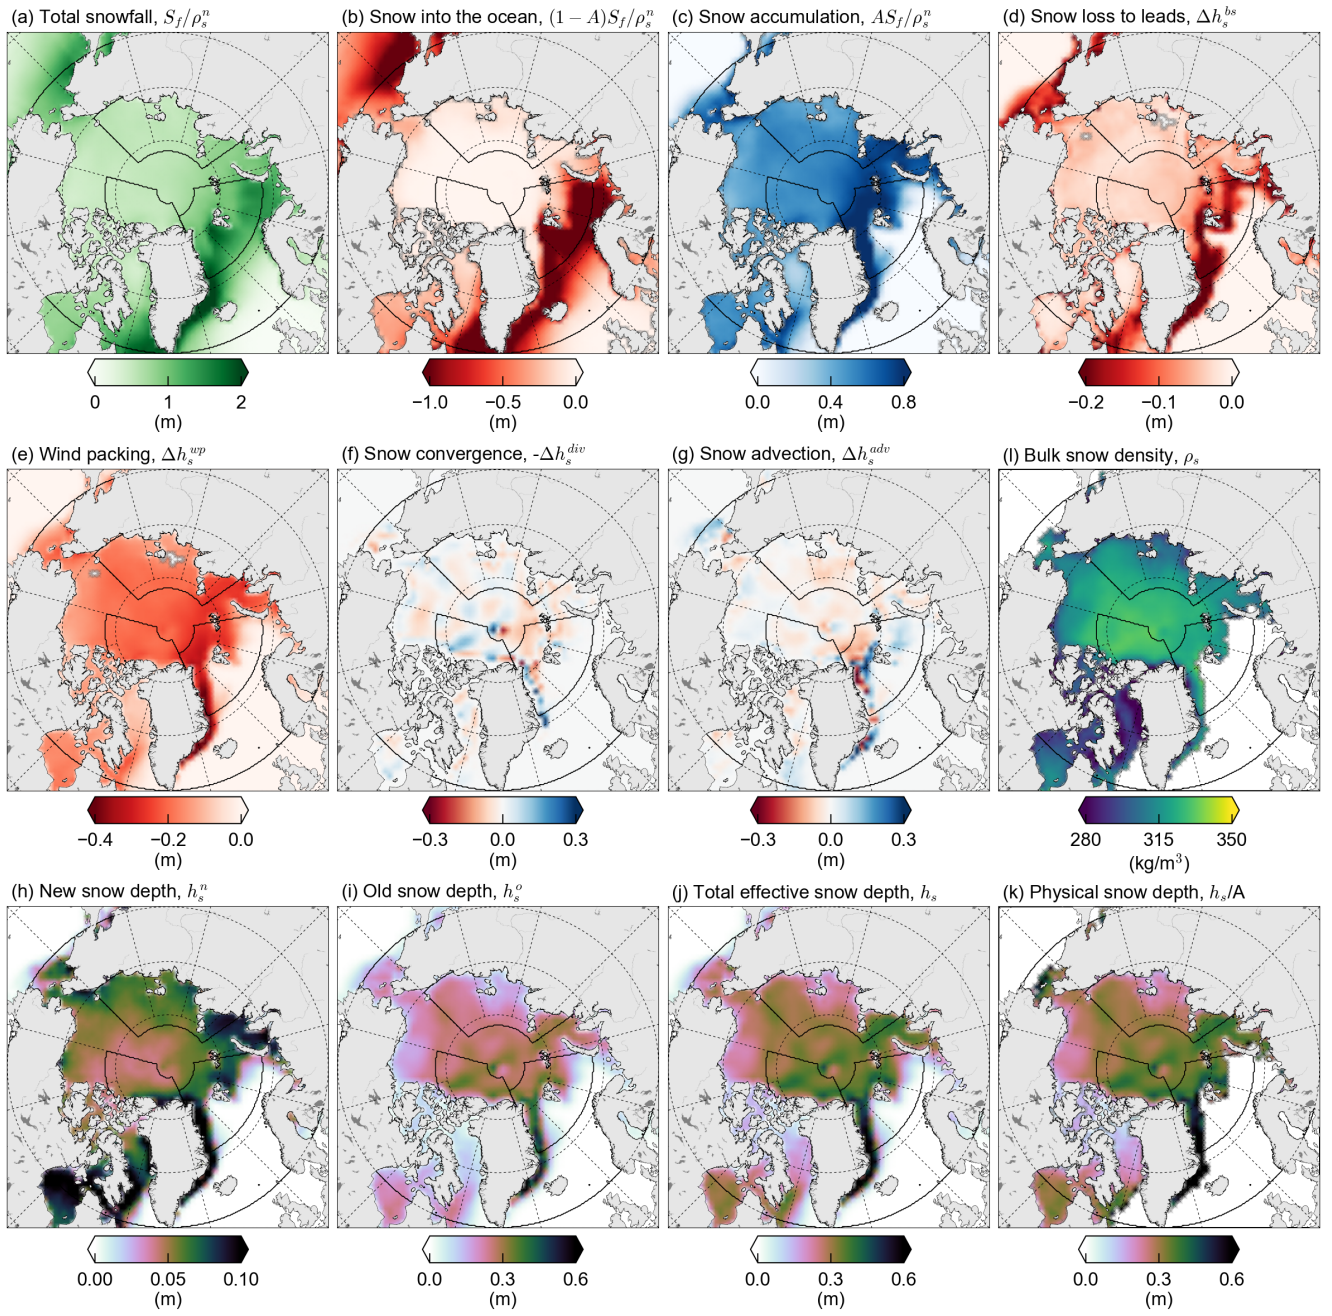 (a) Total snowfall, S_f/ρ_s^n
(b) Snow into the ocean, (1 − A)S_f/ρ_s^n
(c) Snow accumulation, AS_f/ρ_s^n
(d) Snow loss to leads, Δh_s^{bs}
0 1 2
(m)
−1.0 −0.5 0.0
(m)
0.0 0.4 0.8
(m)
−0.2 −0.1 0.0
(m)
(e) Wind packing, Δh_s^{wp}
(f) Snow convergence, -Δh_s^{div}
(g) Snow advection, Δh_s^{adv}
(l) Bulk snow density, ρ_s
−0.4 −0.2 0.0
(m)
−0.3 0.0 0.3
(m)
−0.3 0.0 0.3
(m)
280 315 350
(kg/m³)
(h) New snow depth, h_s^n
(i) Old snow depth, h_s^o
(j) Total effective snow depth, h_s
(k) Physical snow depth, h_s/A
0.00 0.05 0.10
(m)
0.0 0.3 0.6
(m)
0.0 0.3 0.6
(m)
0.0 0.3 0.6
(m)